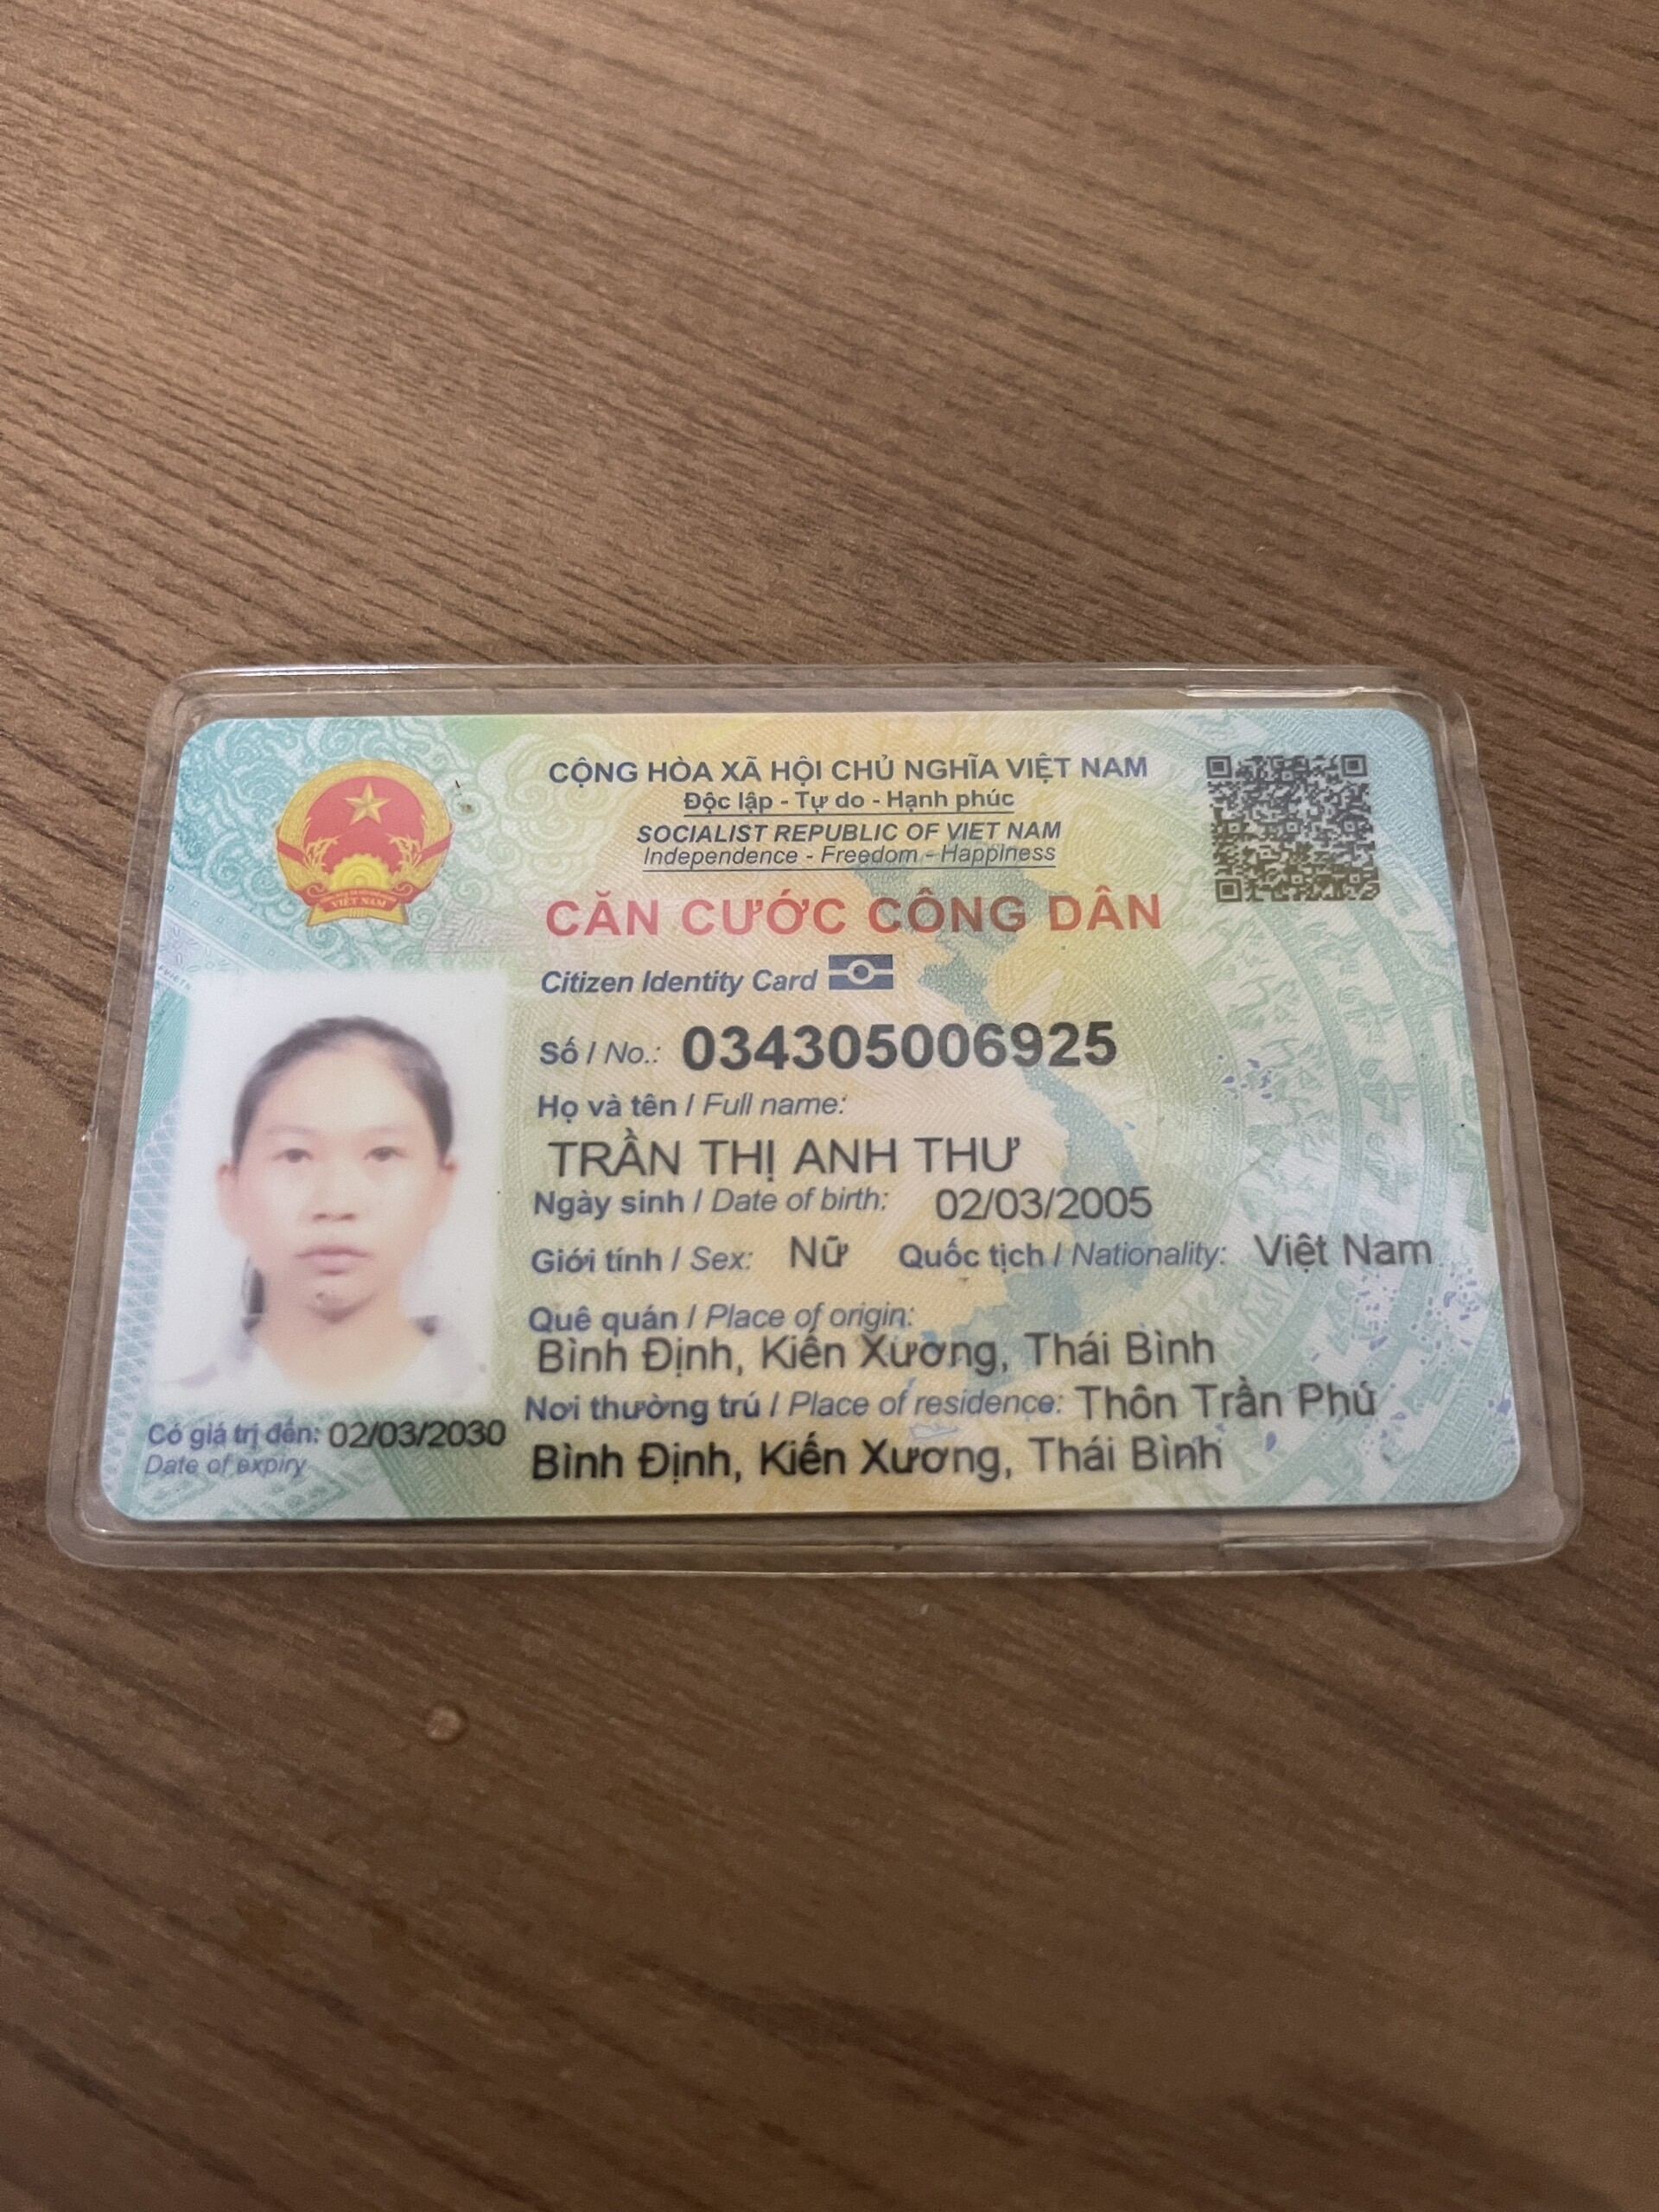 CỘNG HÒA XÃ HỘI CHỦ NGHĨA VIỆT NAM
Độc lập - Tự do - Hạnh phúc
SOCIALIST REPUBLIC OF VIET NAM
Independence - Freedom - Happiness
CĂN CƯỚC CÔNG DÂN
Citizen Identity Card
Số / No.: 034305006925
Họ và tên / Full name:
TRẦN THỊ ANH THƯ
Ngày sinh / Date of birth: 02/03/2005
Giới tính / Sex: Nữ Quốc tịch / Nationality: Việt Nam
Quê quán / Place of origin:
Bình Định, Kiến Xương, Thái Bình
Nơi thường trú / Place of residence: Thôn Trần Phú
Bình Định, Kiến Xương, Thái Bình
Có giá trị đến: 02/03/2030
Date of expiry
VIỆT NAM